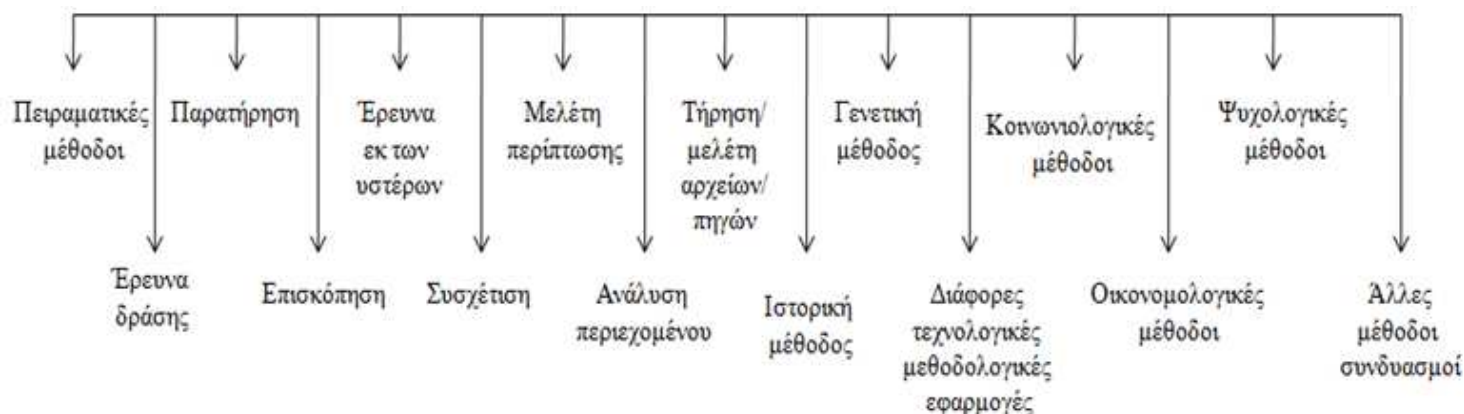 Πειραματικές
μέθοδοι
Παρατήρηση
Έρευνα
εκ των
υστέρων
Μελέτη
περίπτωσης
Τήρηση/
μελέτη
αρχείων/
πηγών
Γενετική
μέθοδος
Κοινωνιολογικές
μέθοδοι
Ψυχολογικές
μέθοδοι
Έρευνα
δράσης
Επισκόπηση
Συσχέτιση
Ανάλυση
περιεχομένου
Ιστορική
μέθοδος
Διάφορες
τεχνολογικές
μεθοδολογικές
εφαρμογές
Οικονομολογικές
μέθοδοι
Άλλες
μέθοδοι
συνδυασμοί